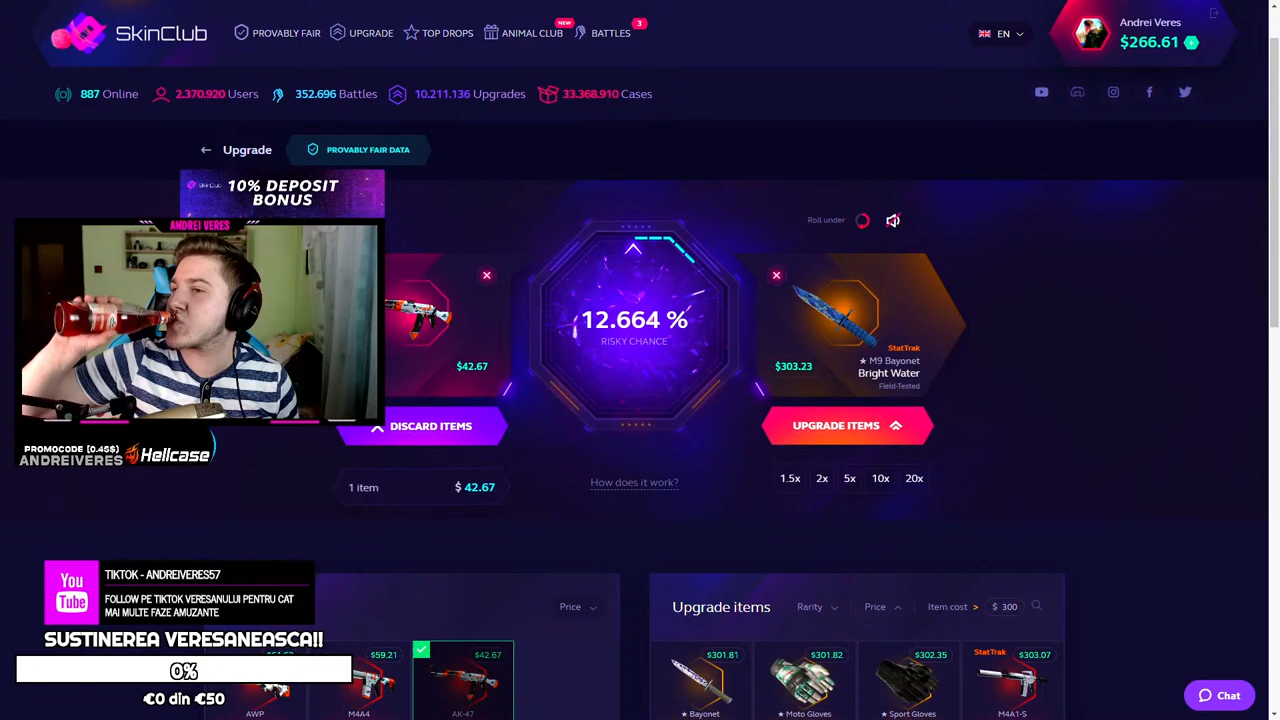 SkinClub
PROVABLY FAIR
UPGRADE
TOP DROPS
ANIMAL CLUB
NEW
BATTLES
3
EN
Andrei Veres
$266.61
887 Online
2.370.920 Users
352.696 Battles
10.211.136 Upgrades
33.368.910 Cases
Upgrade
PROVABLY FAIR DATA
SKINCLUB
10% DEPOSIT
BONUS
ANDREI VERES
Roll under
12.664 %
RISKY CHANCE
$42.67
$303.23
StatTrak
★ M9 Bayonet
Bright Water
Field-Tested
DISCARD ITEMS
UPGRADE ITEMS
PROMOCODE [0.45$]
ANDREIVERES
Hellcase
1 item
$ 42.67
How does it work?
1.5x
2x
5x
10x
20x
You
Tube
TIKTOK - ANDREIVERES57
FOLLOW PE TIKTOK VERESANULUI PENTRU CAT
MAI MULTE FAZE AMUZANTE
SUSTINEREA VERESANEASCA!!
0%
€0 din €50
Price
$59.21
$42.67
AWP
M4A4
AK-47
Upgrade items
Rarity
Price
Item cost >
$ 300
$301.81
$301.82
$302.35
StatTrak
$303.07
★ Bayonet
★ Moto Gloves
★ Sport Gloves
M4A1-S
Chat